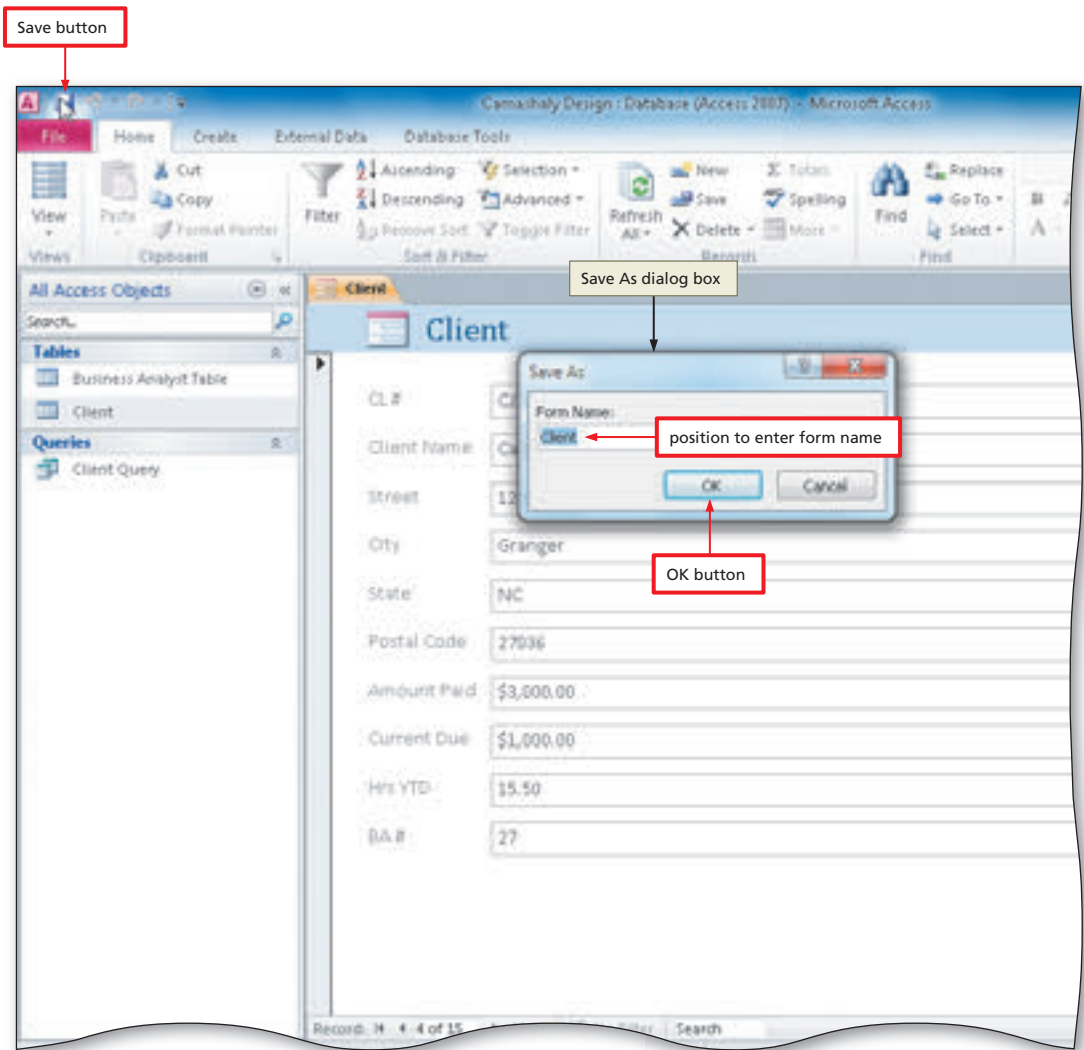 Save button
Camashaly Design : Database (Access 2007) - Microsoft Access
File Home Create External Data Database Tools
View
Views
Paste
Cut
Copy
Format Painter
Clipboard
Filter
Ascending
Descending
Remove Sort
Selection
Advanced
Toggle Filter
Sort & Filter
Refresh
All
New
Save
Delete
Totals
Spelling
More
Records
Find
Replace
Go To
Select
Find
B
A
All Access Objects
Search...
Tables
Business Analyst Table
Client
Queries
Client Query
Client
Client
Save As dialog box
Save As
Form Name:
Client
position to enter form name
OK
Cancel
OK button
CL #
Client Name
Street
City Granger
State NC
Postal Code 27036
Amount Paid $3,000.00
Current Due $1,000.00
Hrs YTD 15.50
BA # 27
Record: 4 of 15
Filter
Search